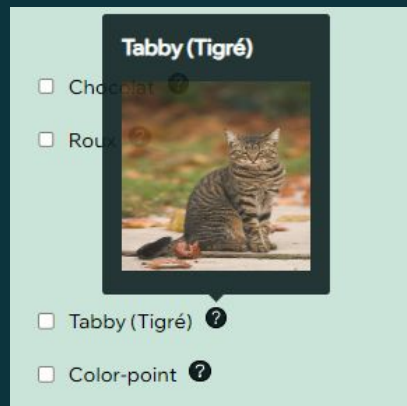 Tabby (Tigré)
Chocolat ?
Roux ?
Tabby (Tigré) ?
Color-point ?